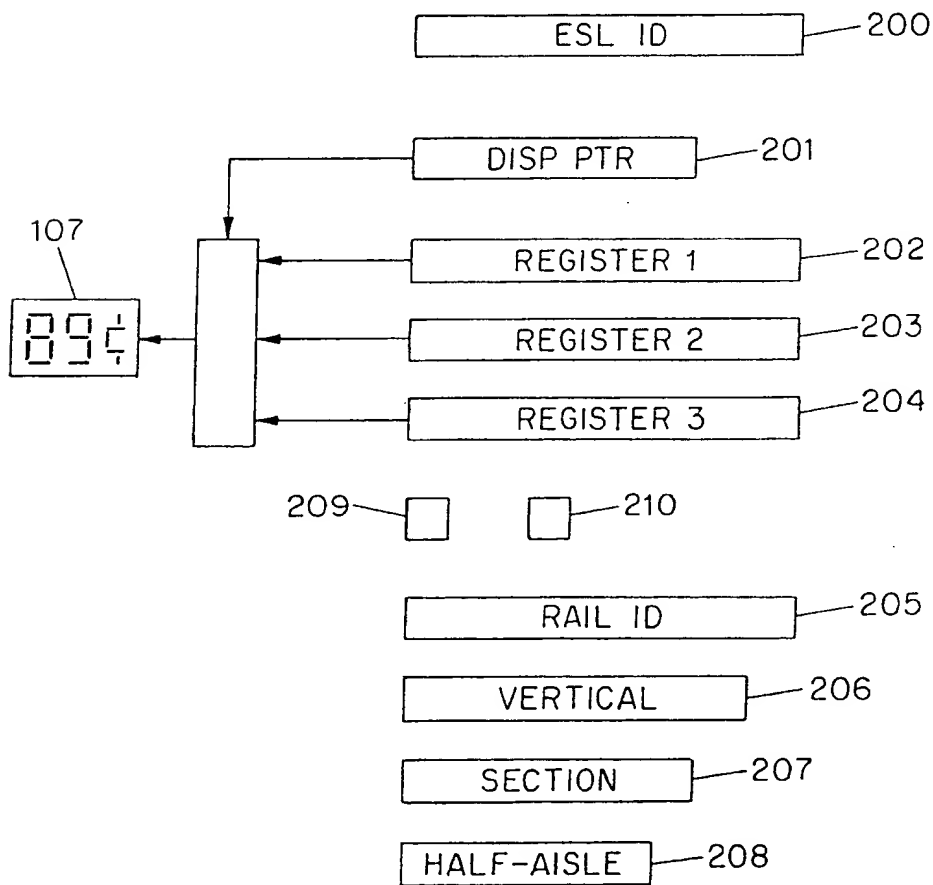 ESL ID 200
DISP PTR 201
107
REGISTER 1 202
89¢
REGISTER 2 203
REGISTER 3 204
209 210
RAIL ID 205
VERTICAL 206
SECTION 207
HALF-AISLE 208